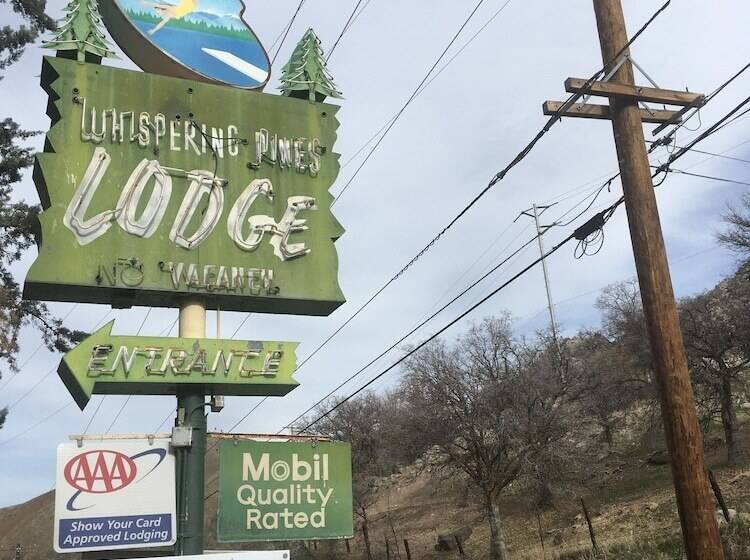 WHISPERING PINES
LODGE
NO VACANCY
ENTRANCE
AAA
Show Your Card
Approved Lodging
Mobil
Quality
Rated